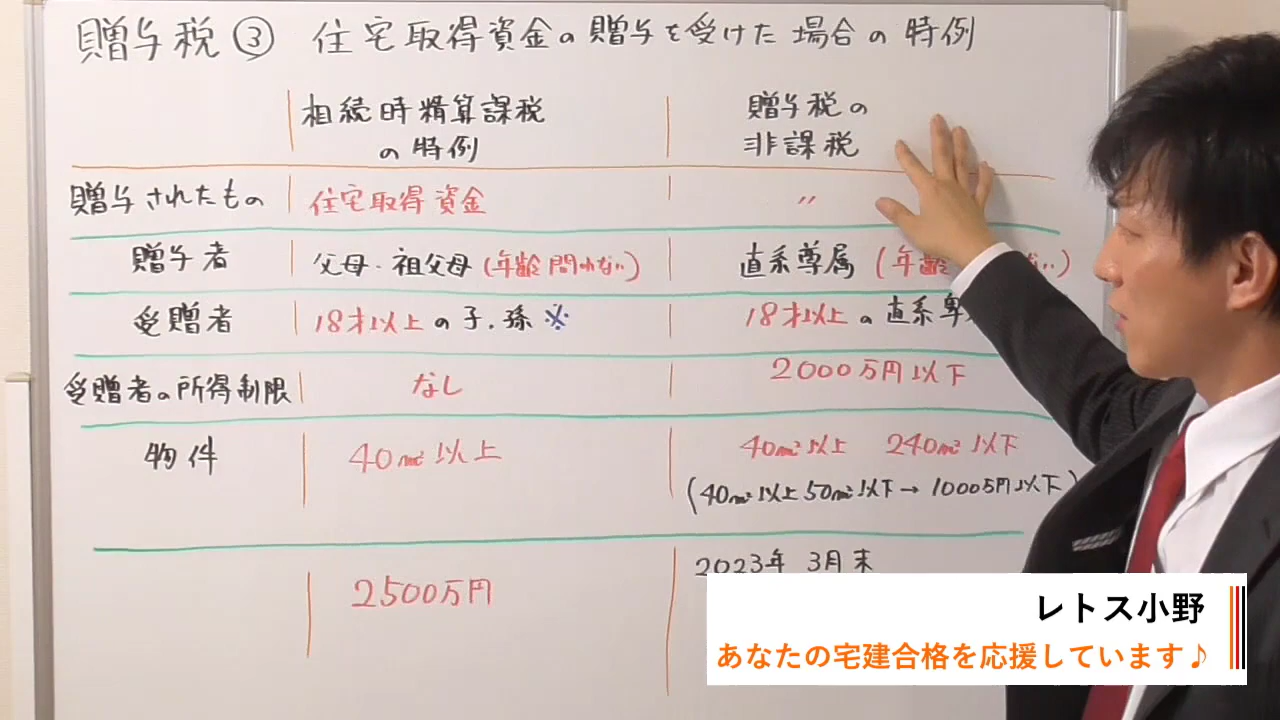 贈与税③ 住宅取得資金の贈与を受けた場合の特例
相続時精算課税の特例
贈与税の非課税
贈与されたもの 住宅取得資金 〃
贈与者 父母・祖父母(年齢問わない) 直系尊属(年齢 ない)
受贈者 18才以上の子・孫※ 18才以上の直系卑
受贈者の所得制限 なし 2000万円以下
物件 40m²以上 40m²以上 240m²以下
(40m²以上50m²以下→1000万円以下)
2500万円 2023年 3月末
レトス小野
あなたの宅建合格を応援しています♪